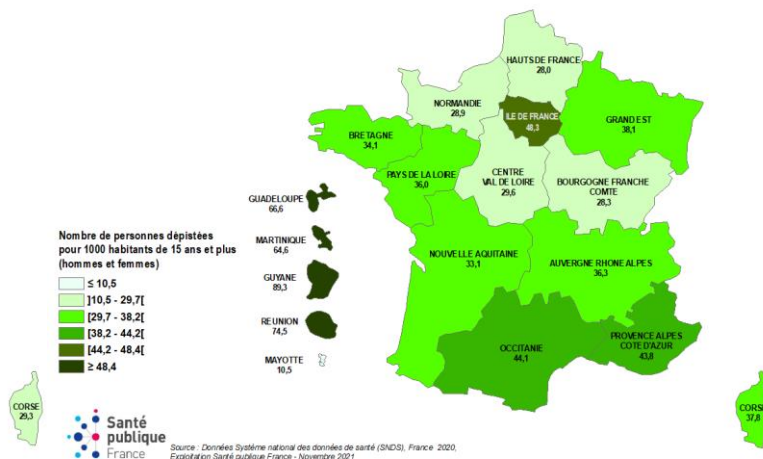 HAUTS DE FRANCE
28,0
NORMANDIE
28,9
ILE DE FRANCE
48,3
GRAND EST
38,1
BRETAGNE
34,1
PAYS DE LA LOIRE
36,0
CENTRE
VAL DE LOIRE
29,6
BOURGOGNE FRANCHE
COMTE
28,3
GUADELOUPE
66,6
MARTINIQUE
64,6
GUYANE
89,3
REUNION
74,5
MAYOTTE
10,5
Nombre de personnes dépistées
pour 1000 habitants de 15 ans et plus
(hommes et femmes)
≤ 10,5
]10,5 - 29,7[
[29,7 - 38,2[
[38,2 - 44,2[
[44,2 - 48,4[
≥ 48,4
NOUVELLE AQUITAINE
33,1
AUVERGNE RHONE ALPES
36,3
OCCITANIE
44,1
PROVENCE ALPES
COTE D'AZUR
43,8
CORSE
29,3
CORSE
37,8
Santé
publique
France
Source : Données Système national des données de santé (SNDS), France 2020,
Exploitation Santé publique France - Novembre 2021